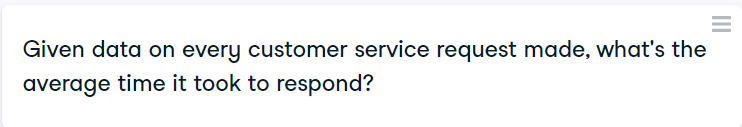 Given data on every customer service request made, what's the
average time it took to respond?